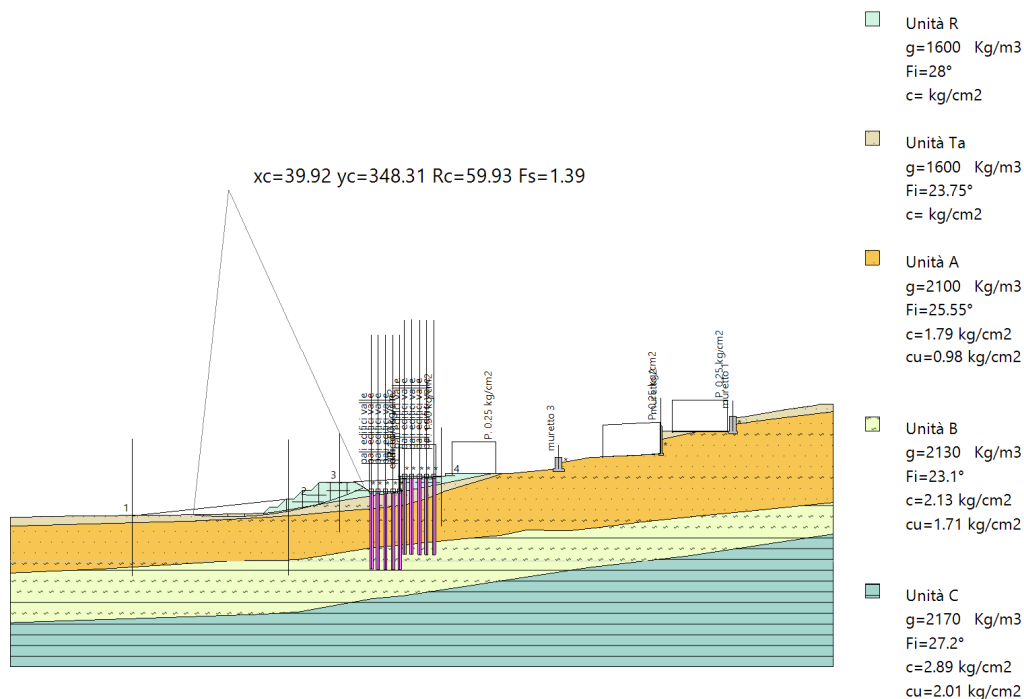 Unità R
g=1600 Kg/m3
Fi=28°
c= kg/cm2
Unità Ta
g=1600 Kg/m3
Fi=23.75°
c= kg/cm2
Unità A
g=2100 Kg/m3
Fi=25.55°
c=1.79 kg/cm2
cu=0.98 kg/cm2
Unità B
g=2130 Kg/m3
Fi=23.1°
c=2.13 kg/cm2
cu=1.71 kg/cm2
Unità C
g=2170 Kg/m3
Fi=27.2°
c=2.89 kg/cm2
cu=2.01 kg/cm2
xc=39.92 yc=348.31 Rc=59.93 Fs=1.39
1
2
3
4
P. 0.25 kg/cm2
muretto 3
P. 0.25 kg/cm2
muretto 1